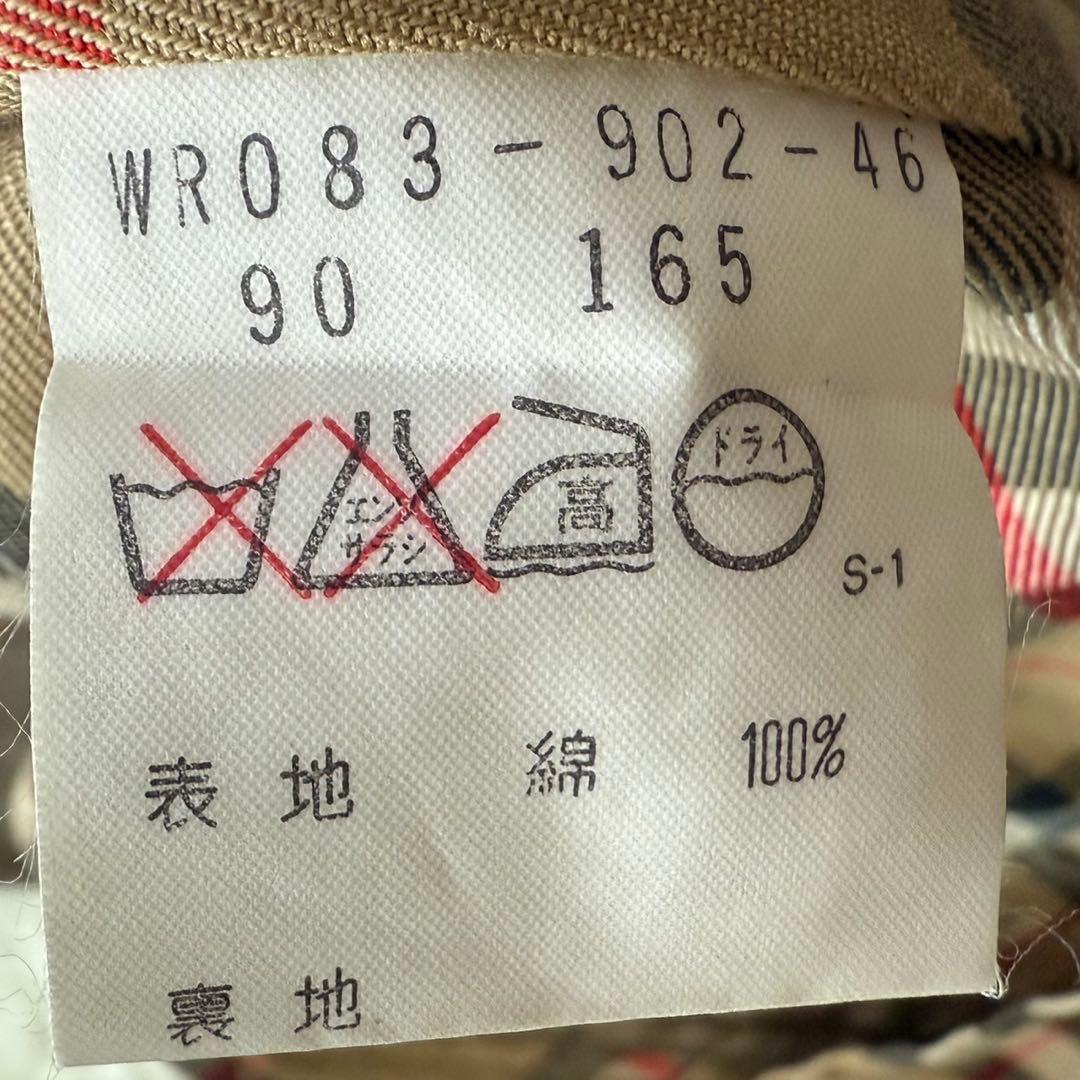 WR083-902-46
90 165
エンソサラシ
高
ドライ
S-1
表地 綿 100%
裏地